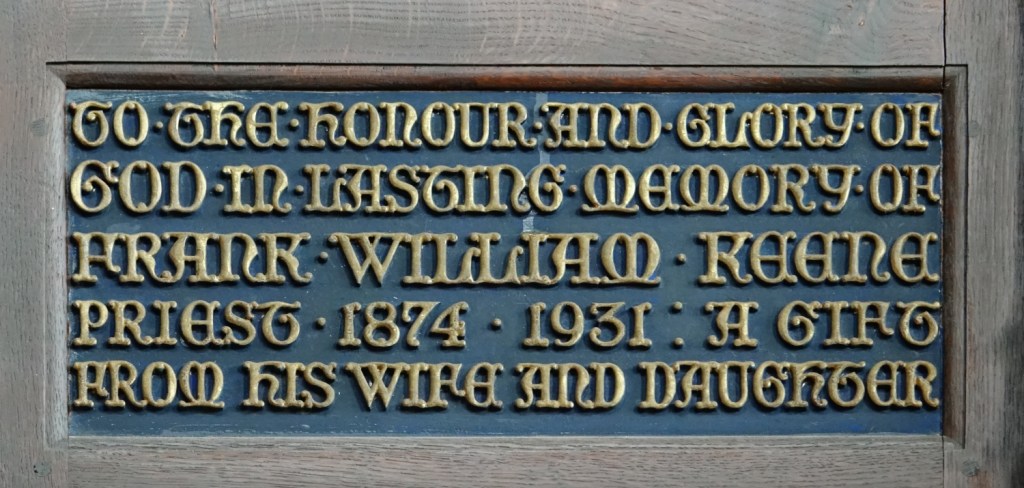 TO·THE·HONOUR·AND·GLORY·OF
GOD·IN·LASTING·MEMORY·OF
FRANK·WILLIAM·KEENE
PRIEST·1874·1931:A GIFT
FROM HIS WIFE AND DAUGHTER